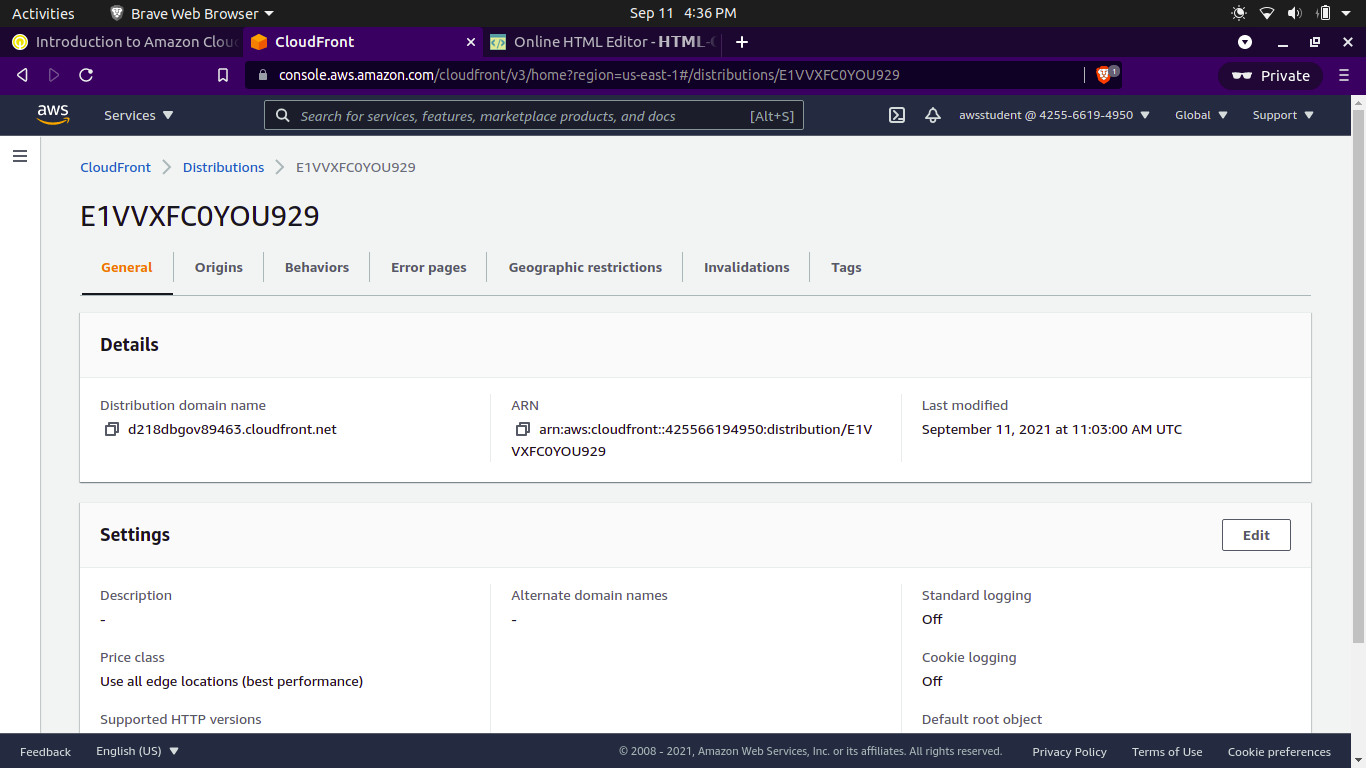 Activities
Brave Web Browser
Sep 11 4:36 PM
Introduction to Amazon Clou
CloudFront
Online HTML Editor - HTML-C
console.aws.amazon.com/cloudfront/v3/home?region=us-east-1#/distributions/E1VVXFC0YOU929
1
Private
aws
Services
Search for services, features, marketplace products, and docs
[Alt+S]
awsstudent @ 4255-6619-4950
Global
Support
CloudFront
Distributions
E1VVXFC0YOU929
E1VVXFC0YOU929
General
Origins
Behaviors
Error pages
Geographic restrictions
Invalidations
Tags
Details
Distribution domain name
d218dbgov89463.cloudfront.net
ARN
arn:aws:cloudfront::425566194950:distribution/E1V
VXFC0YOU929
Last modified
September 11, 2021 at 11:03:00 AM UTC
Settings
Edit
Description
-
Price class
Use all edge locations (best performance)
Supported HTTP versions
Alternate domain names
-
Standard logging
Off
Cookie logging
Off
Default root object
Feedback
English (US)
© 2008 - 2021, Amazon Web Services, Inc. or its affiliates. All rights reserved.
Privacy Policy
Terms of Use
Cookie preferences